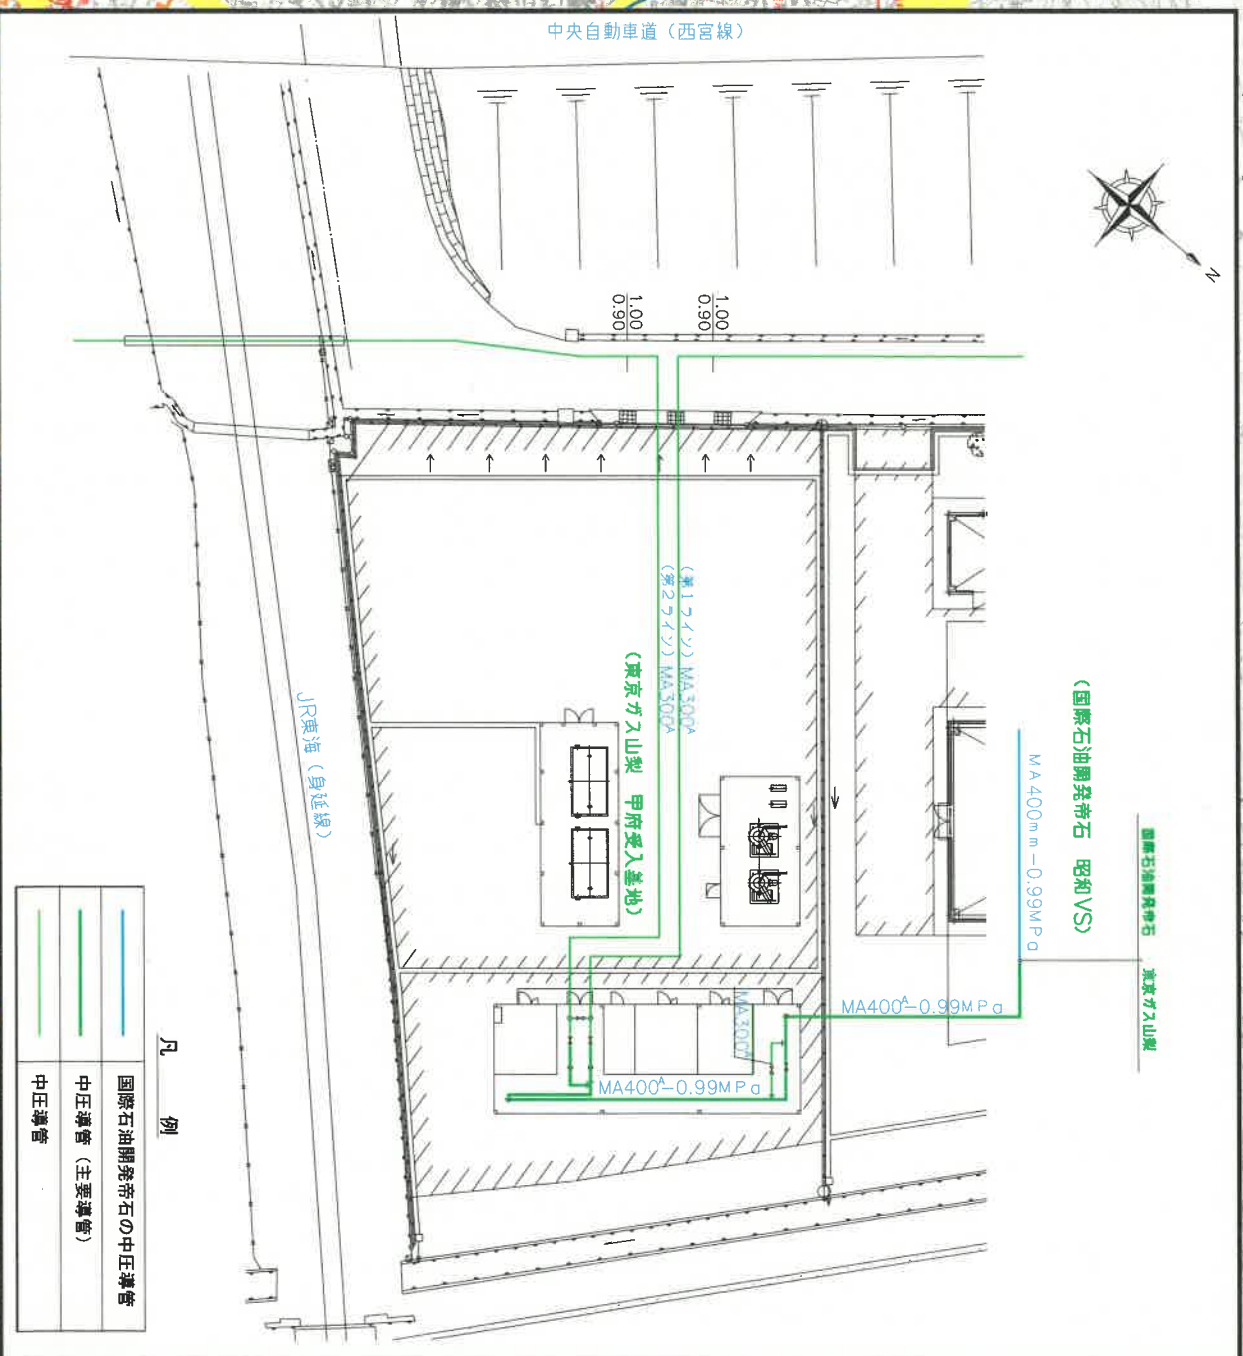 中央自動車道（西宮線）
N
1.00
0.90
1.00
0.90
（第1ライン）MA300A
（第2ライン）MA300A
（東京ガス山梨 甲府受入基地）
（国際石油開発帝石 昭和VS）
MA400mm-0.99MPa
国際石油開発帝石 東京ガス山梨
JR東海（身延線）
MA400A-0.99MPa
MA300A
MA400A-0.99MPa
凡 例
国際石油開発帝石の中圧導管
中圧導管（主要導管）
中圧導管